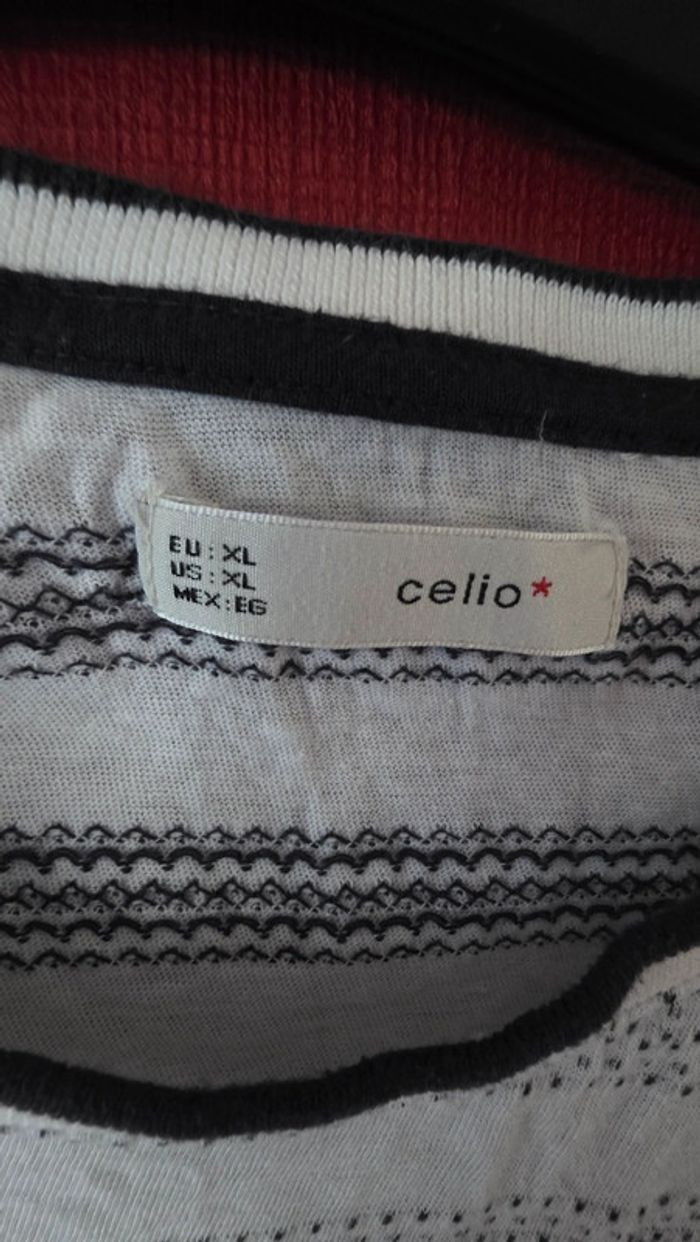 EU : XL
US : XL
MEX : EG
celio*